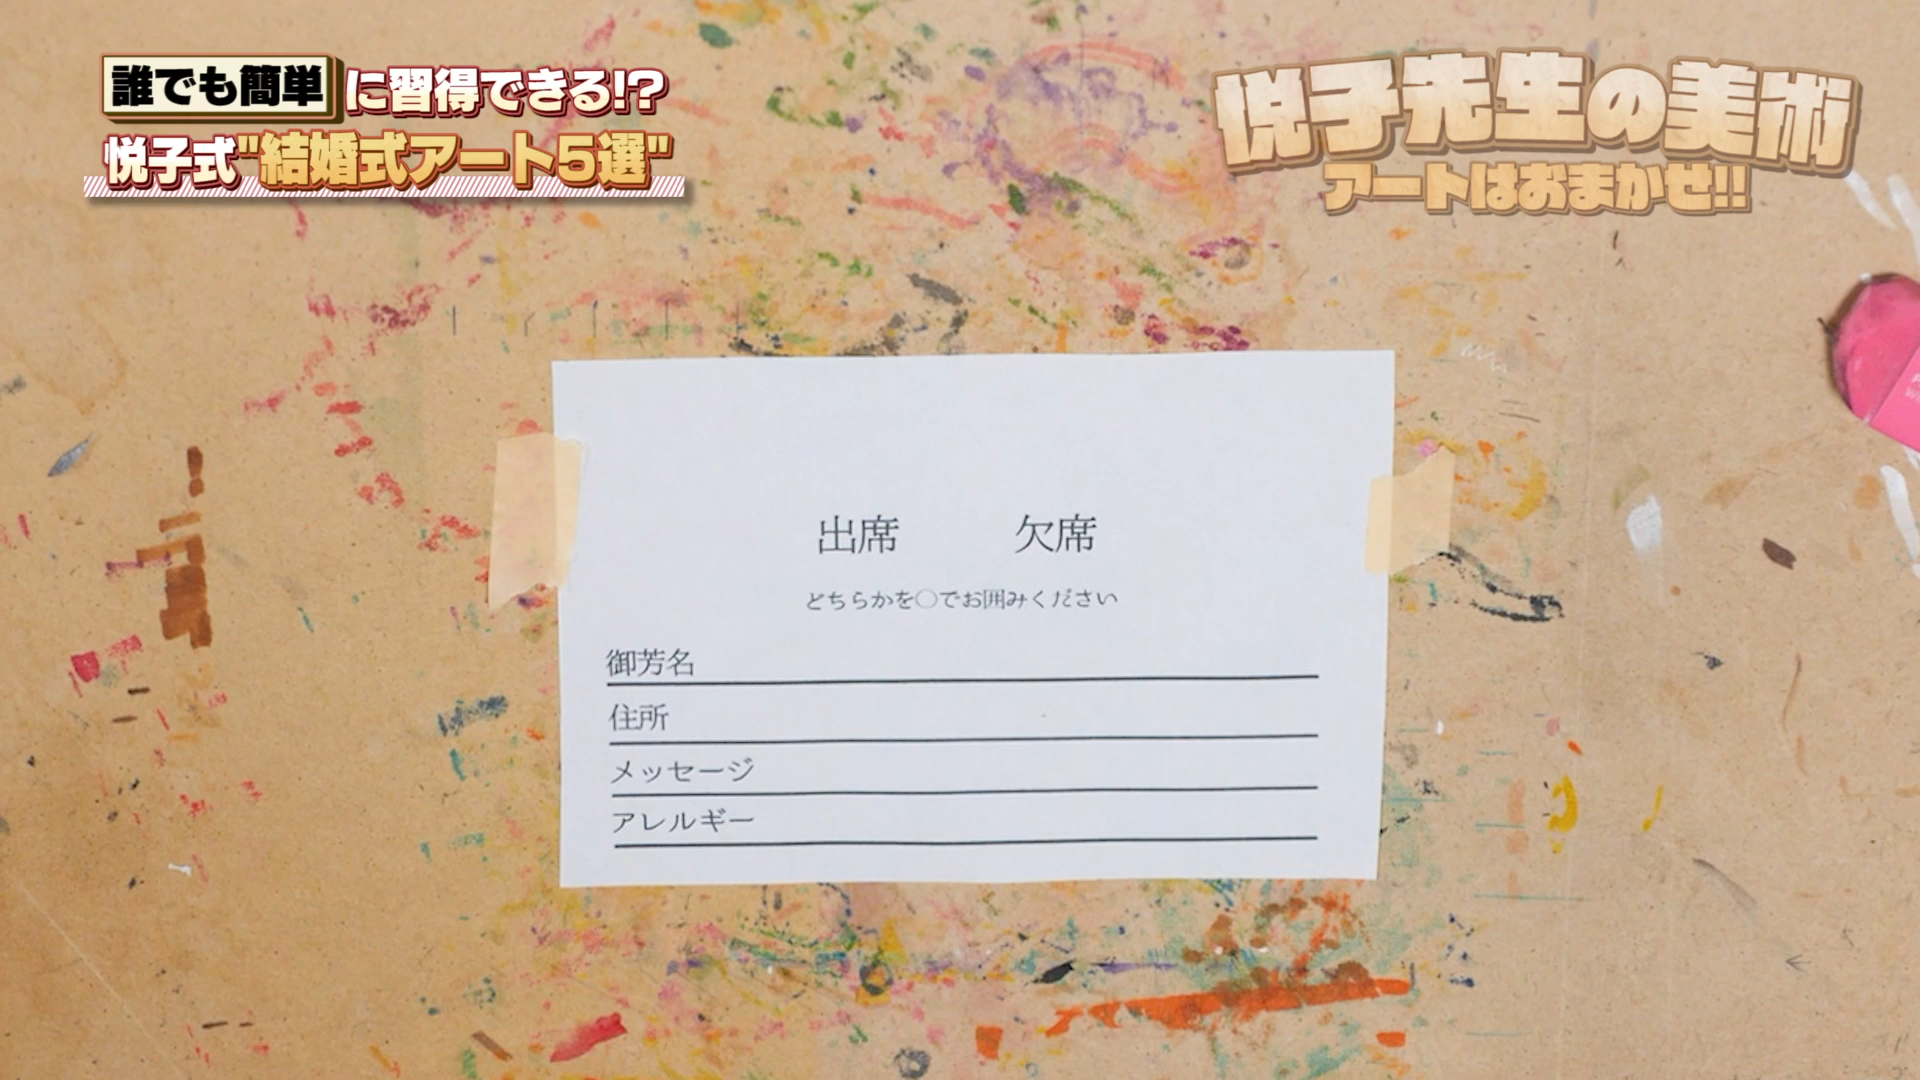 誰でも簡単に習得できる!?
悦子式"結婚式アート5選"
悦子先生の美術
アートはおまかせ!!
出席 欠席
どちらかを○でお囲みください
御芳名
住所
メッセージ
アレルギー